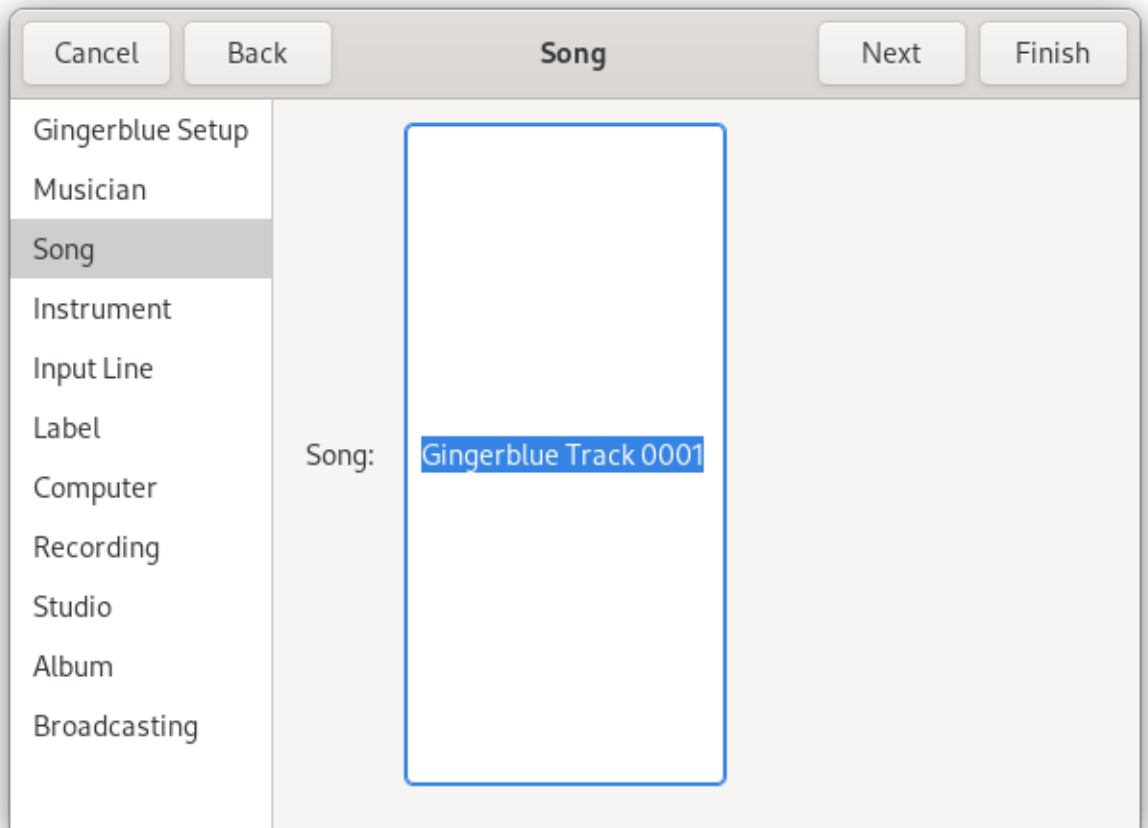 Cancel
Back
Song
Next
Finish
Gingerblue Setup
Musician
Song
Instrument
Input Line
Label
Computer
Recording
Studio
Album
Broadcasting
Song:
Gingerblue Track 0001